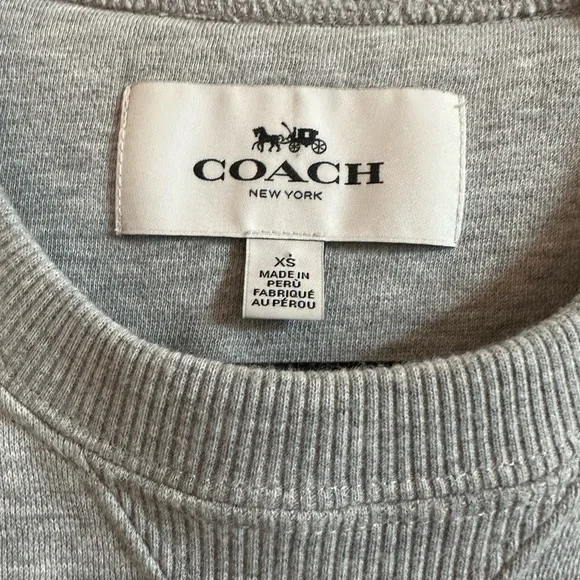 COACH
NEW YORK
XS
MADE IN
PERÚ
FABRIQUÉ
AU PÉROU